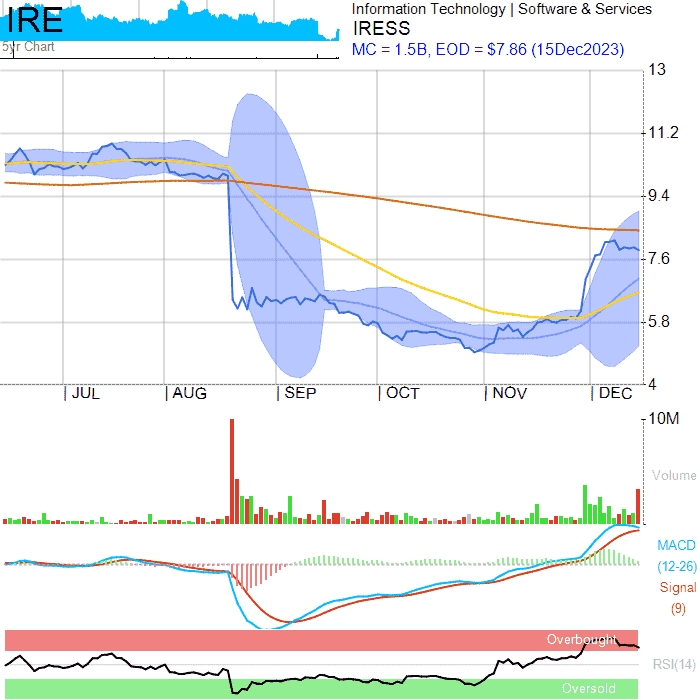 IRE
5yr Chart
Information Technology | Software & Services
IRESS
MC = 1.5B, EOD = $7.86 (15Dec2023)
13
11.2
9.4
7.6
5.8
4
JUL
AUG
SEP
OCT
NOV
DEC
10M
Volume
MACD
(12-26)
Signal
(9)
Overbought
RSI(14)
Oversold